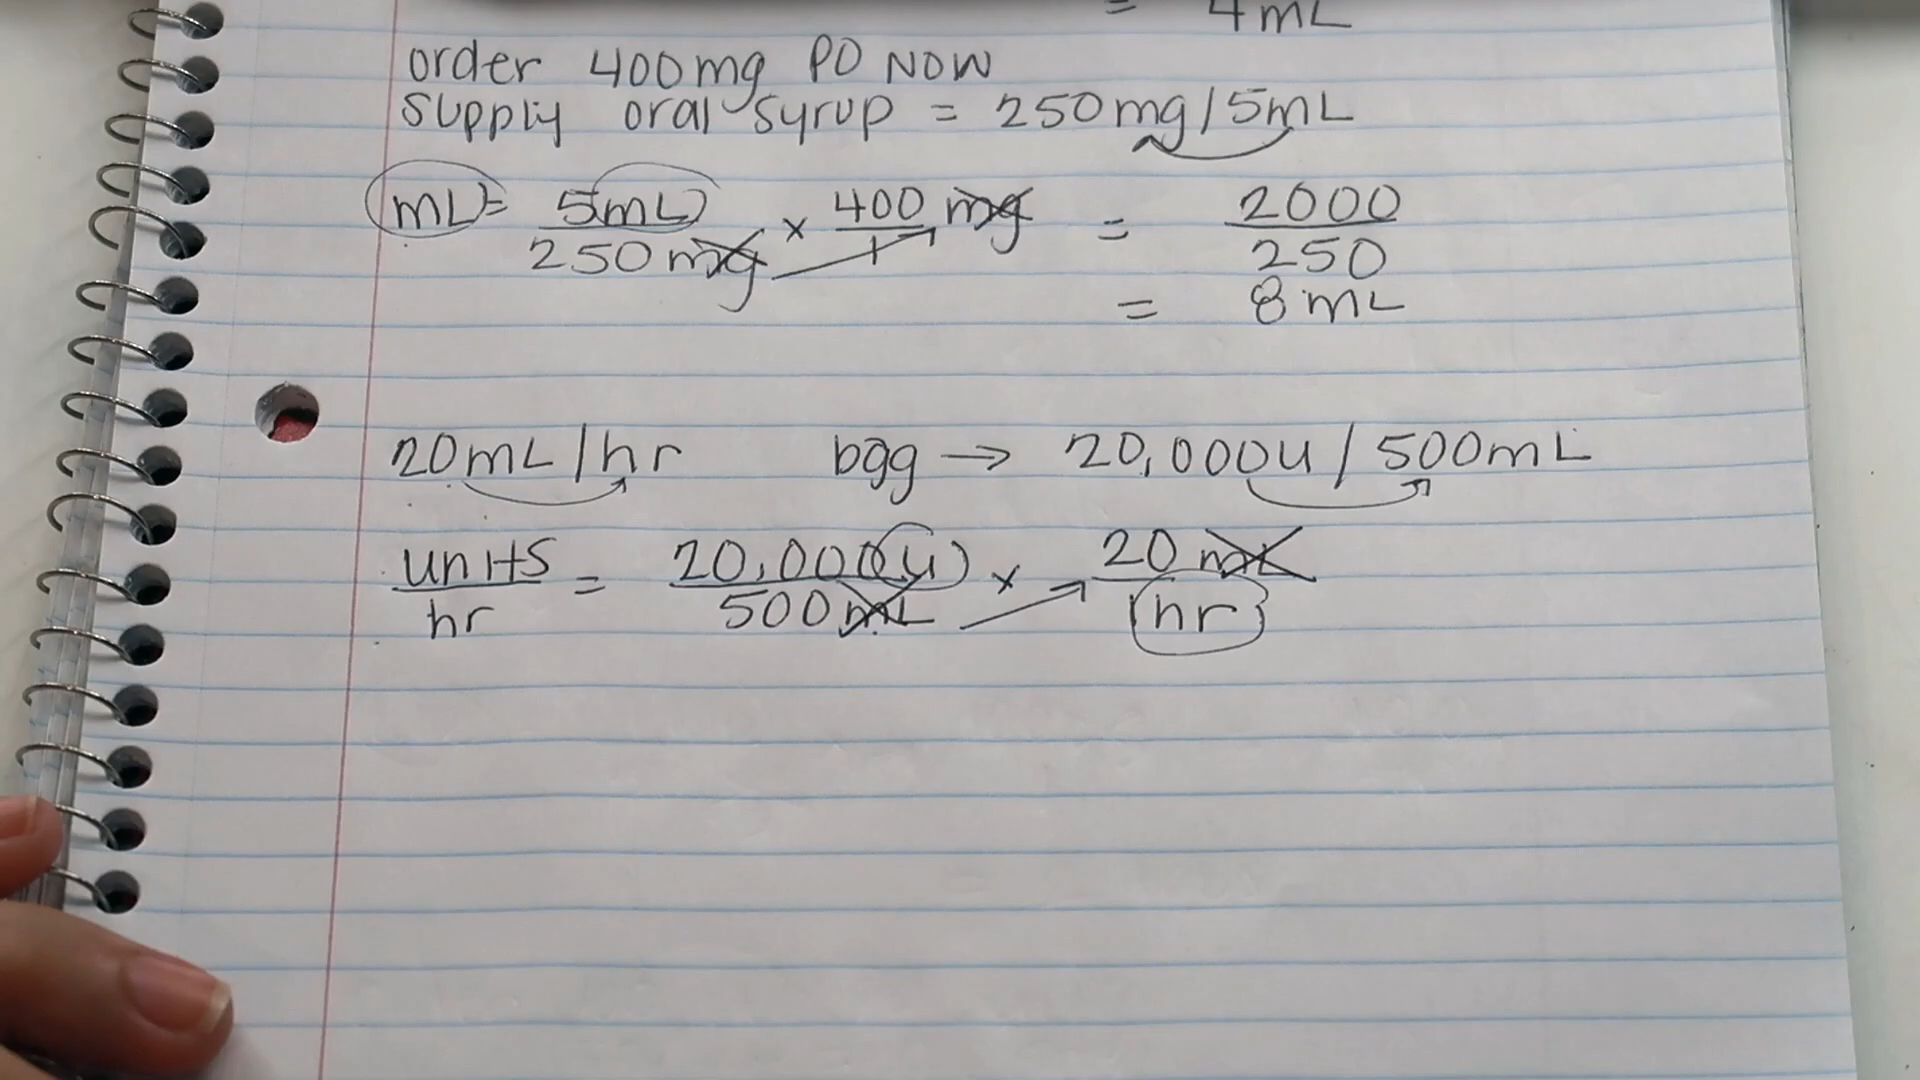 = 4mL
order 400mg PO NOW
supply oral syrup = 250mg/5mL
mL = 5mL / 250mg × 400mg / 1 = 2000 / 250
= 8mL
20mL/hr bag → 20,000u/500mL
units / hr = 20,000u / 500mL × 20mL / hr